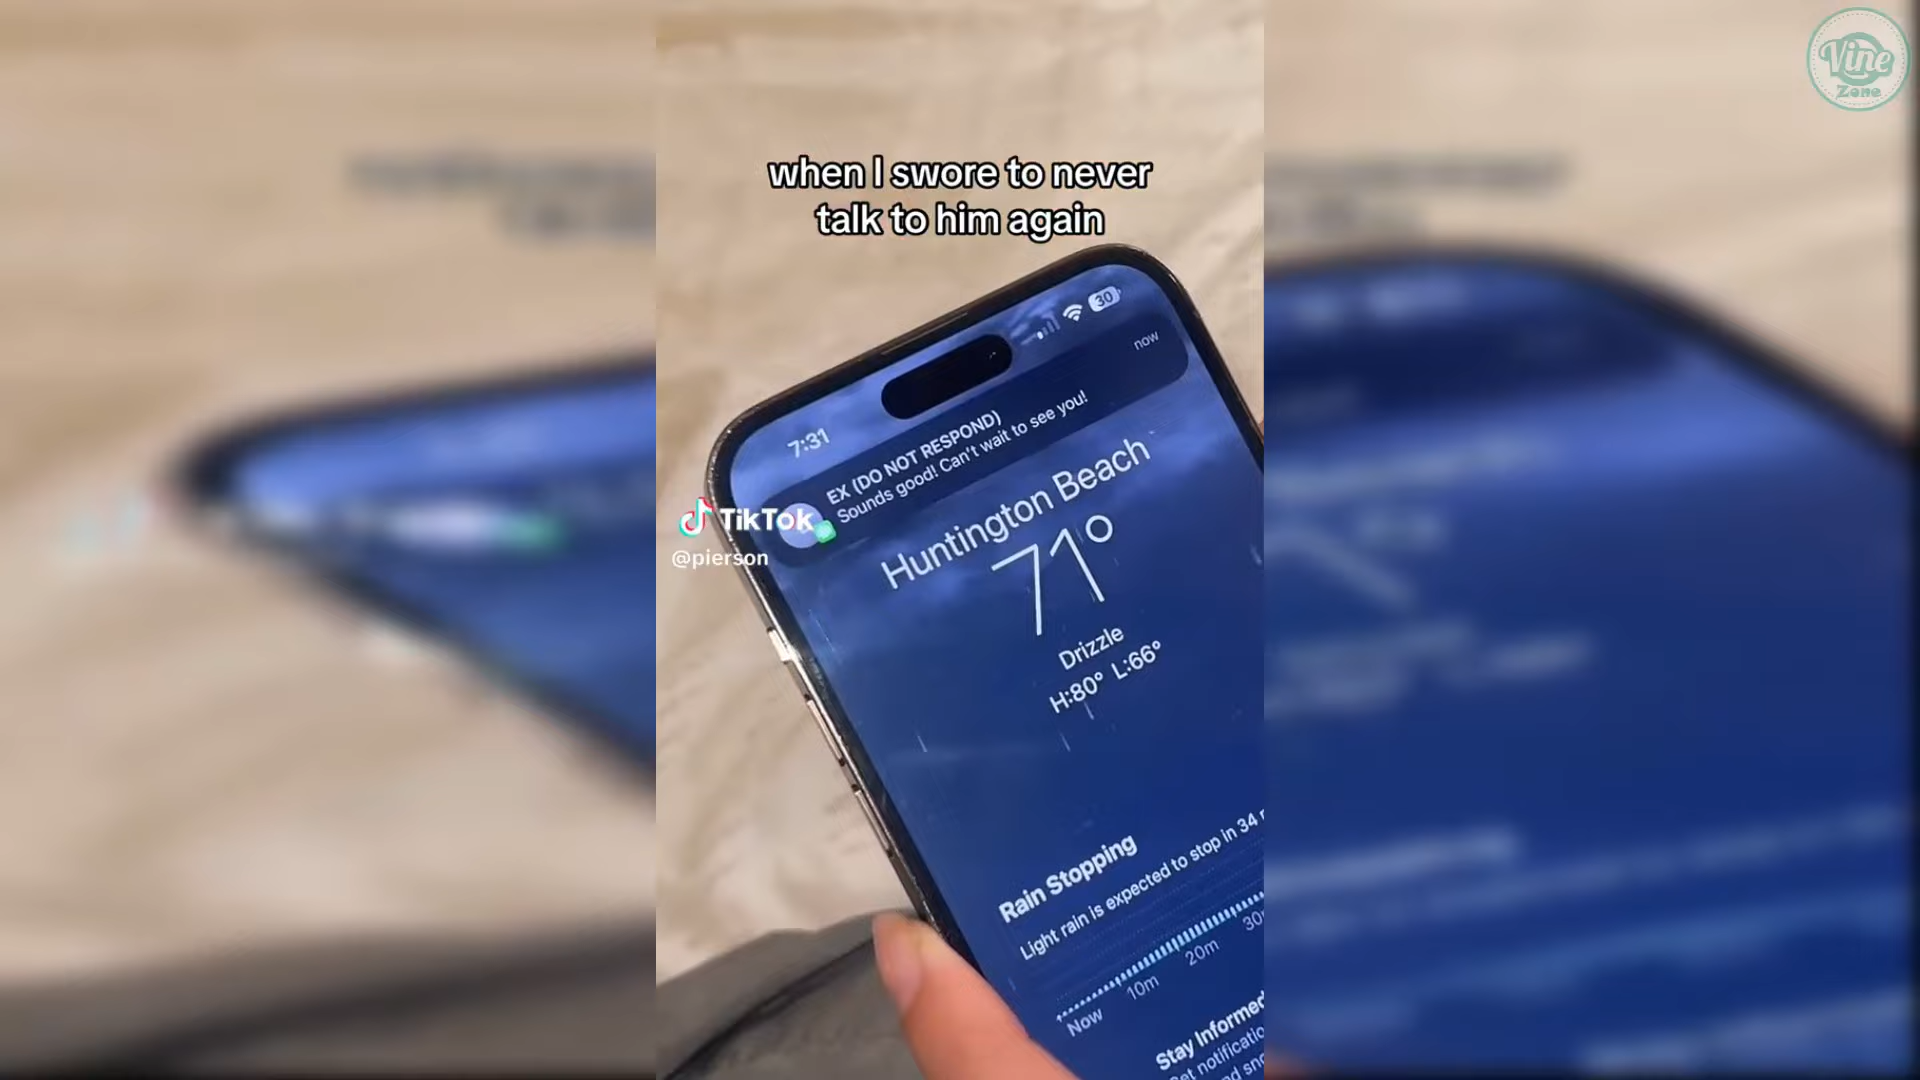 Vine
Zone
when I swore to never
talk to him again
30
now
7:31
EX (DO NOT RESPOND)
Sounds good! Can't wait to see you!
TikTok
@pierson
Huntington Beach
71°
Drizzle
H:80° L:66°
Rain Stopping
Light rain is expected to stop in 34
Now 10m 20m 30
Stay Informed